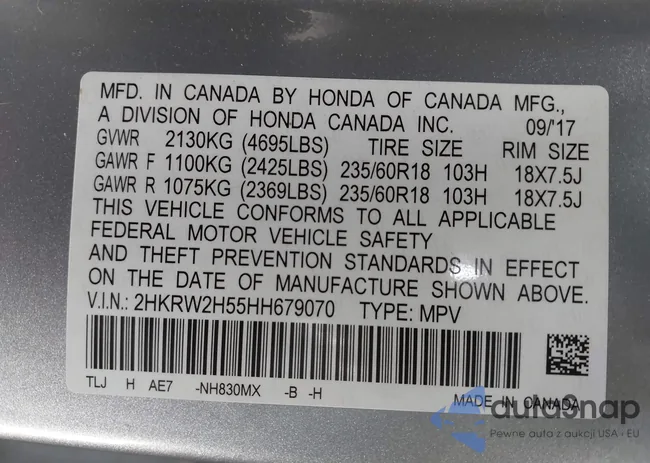 MFD. IN CANADA BY HONDA OF CANADA MFG.,
A DIVISION OF HONDA CANADA INC. 09/'17
GVWR 2130KG (4695LBS) TIRE SIZE RIM SIZE
GAWR F 1100KG (2425LBS) 235/60R18 103H 18X7.5J
GAWR R 1075KG (2369LBS) 235/60R18 103H 18X7.5J
THIS VEHICLE CONFORMS TO ALL APPLICABLE
FEDERAL MOTOR VEHICLE SAFETY
AND THEFT PREVENTION STANDARDS IN EFFECT
ON THE DATE OF MANUFACTURE SHOWN ABOVE.
V.I.N.: 2HKRW2H55HH679070 TYPE: MPV
TLJ H AE7 -NH830MX -B -H
MADE IN CANADA
autoSnap
Pewne auta z aukcji USA - EU